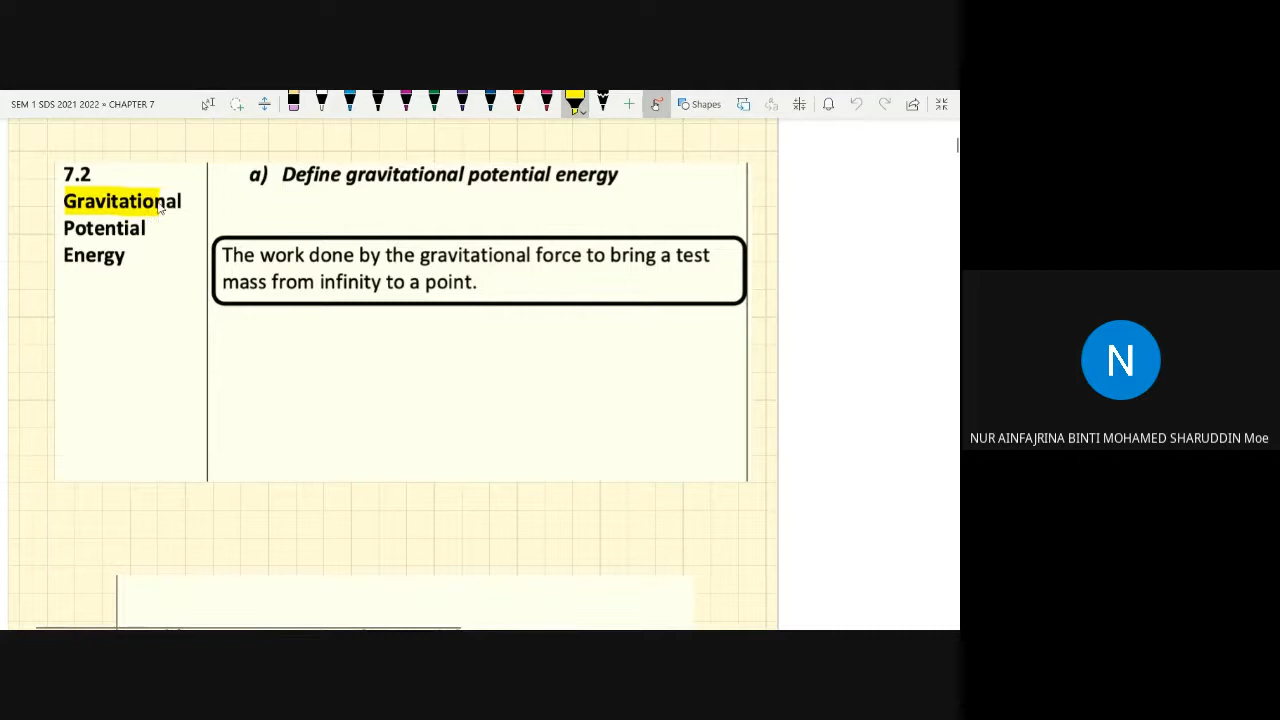 SEM 1 SDS 2021 2022 » CHAPTER 7
Shapes
7.2
Gravitational
Potential
Energy
a) Define gravitational potential energy
The work done by the gravitational force to bring a test
mass from infinity to a point.
N
NUR AINFAJRINA BINTI MOHAMED SHARUDDIN Moe